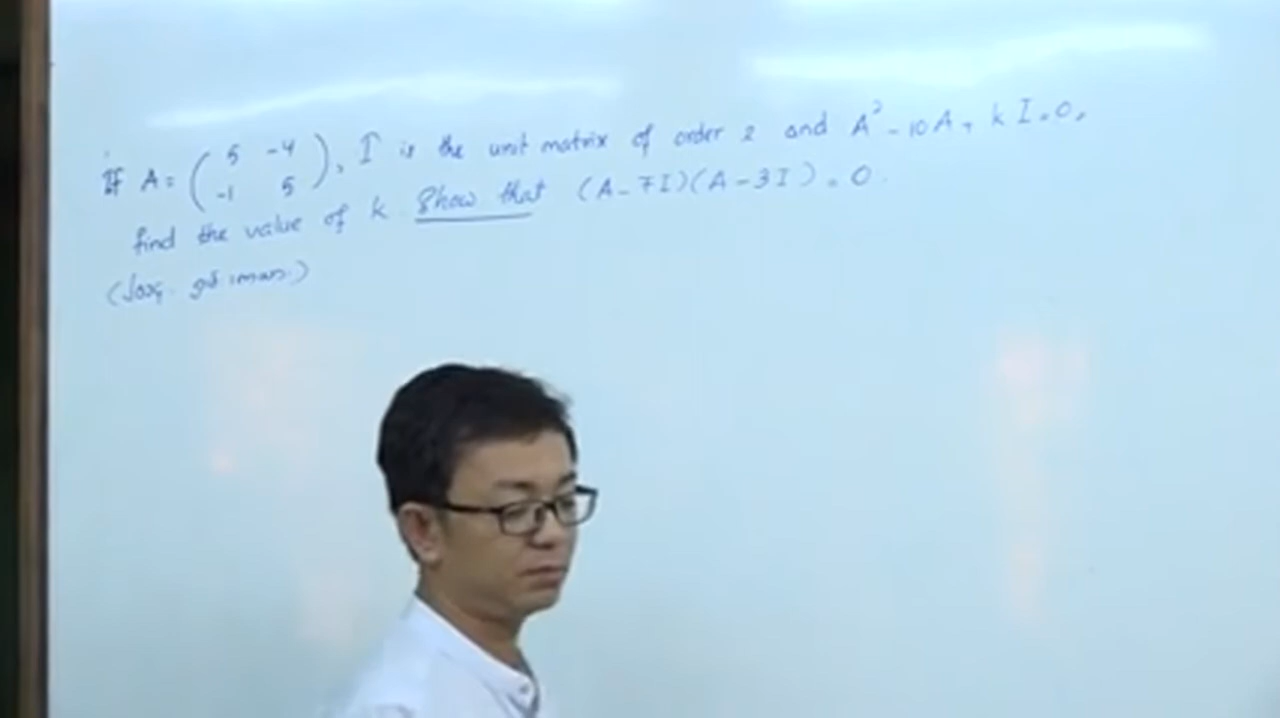 If A = ( 5 -4 -1 5 ), I is the unit matrix of order 2 and A² - 10A + k I = 0,
find the value of k. Show that (A - 7I)(A - 3I) = 0.